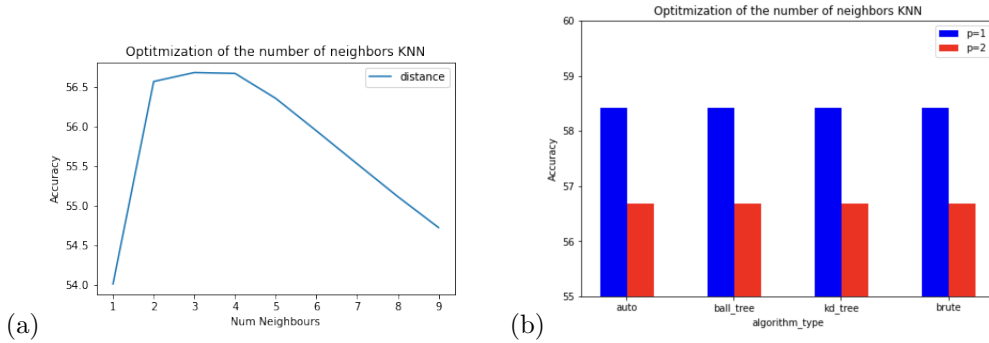 Optitmization of the number of neighbors KNN
distance
56.5
56.0
55.5
55.0
54.5
54.0
Accuracy
1 2 3 4 5 6 7 8 9
Num Neighbours
(a)
Optitmization of the number of neighbors KNN
p=1
p=2
60
59
58
57
56
55
Accuracy
auto ball_tree kd_tree brute
algorithm_type
(b)